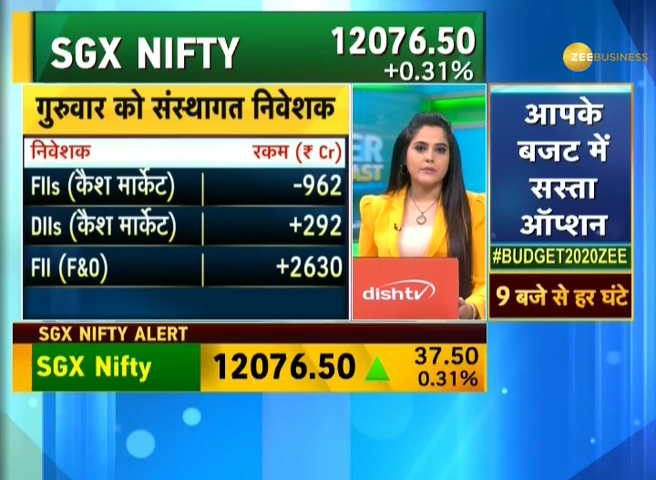 SGX NIFTY
12076.50
+0.31%
ZEEBUSINESS
गुरुवार को संस्थागत निवेशक
निवेशक रकम (₹ Cr)
FIIs (कैश मार्केट) -962
DIIs (कैश मार्केट) +292
FII (F&O) +2630
dishtv
आपके
बजट में
सस्ता
ऑप्शन
#BUDGET2020ZEE
9 बजे से हर घंटे
SGX NIFTY ALERT
SGX Nifty 12076.50 37.50
0.31%